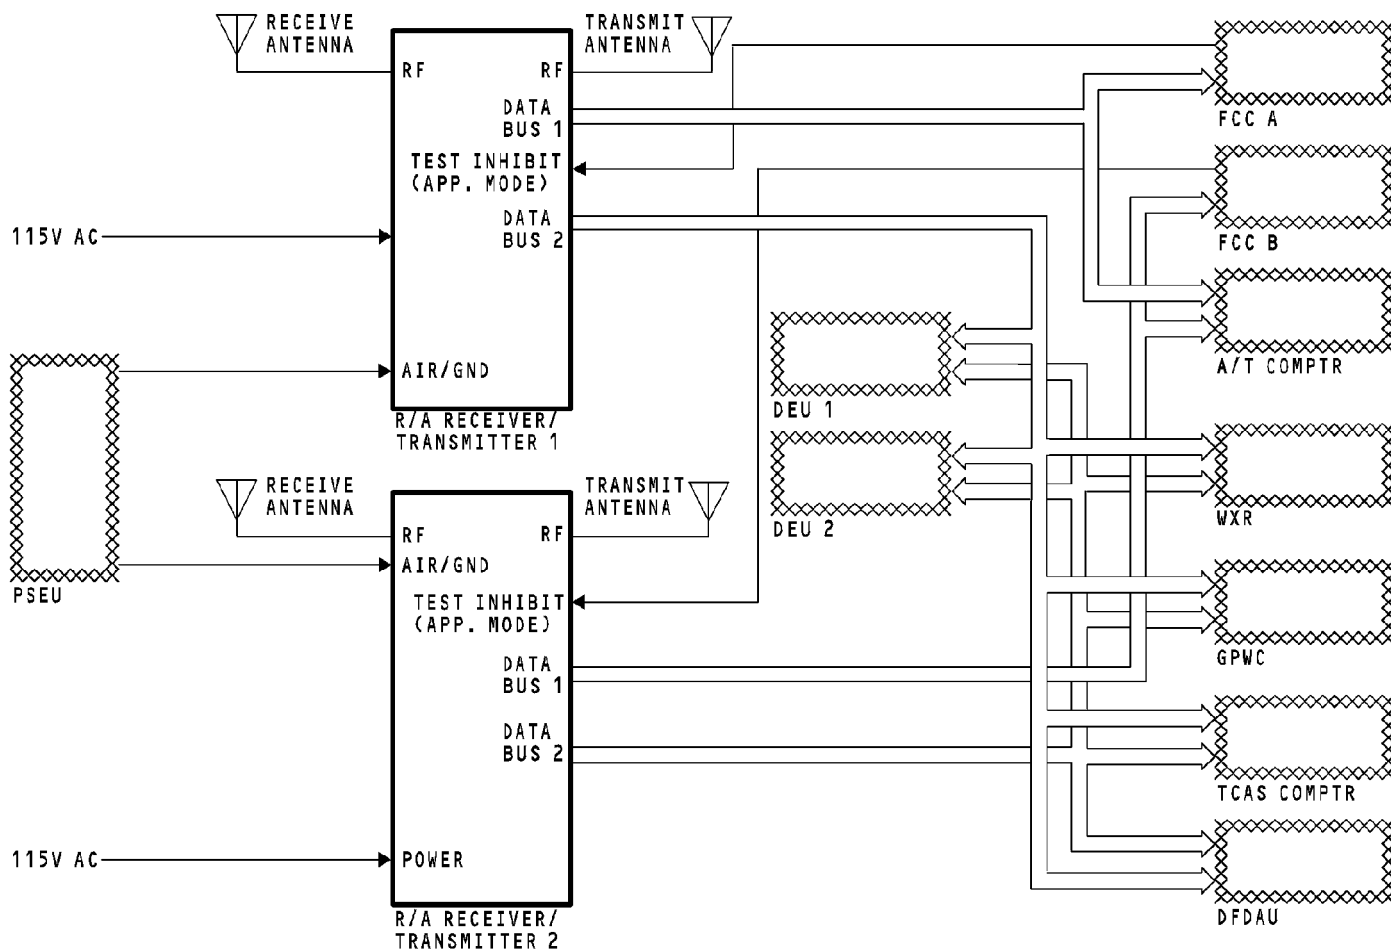 RECEIVE
ANTENNA
TRANSMIT
ANTENNA
RF
RF
DATA
BUS 1
FCC A
TEST INHIBIT
(APP. MODE)
DATA
BUS 2
115V AC
FCC B
AIR/GND
A/T COMPTR
R/A RECEIVER/
TRANSMITTER 1
DEU 1
RECEIVE
ANTENNA
TRANSMIT
ANTENNA
DEU 2
WXR
RF
RF
AIR/GND
PSEU
TEST INHIBIT
(APP. MODE)
GPWC
DATA
BUS 1
DATA
BUS 2
TCAS COMPTR
115V AC
POWER
R/A RECEIVER/
TRANSMITTER 2
DFDAU